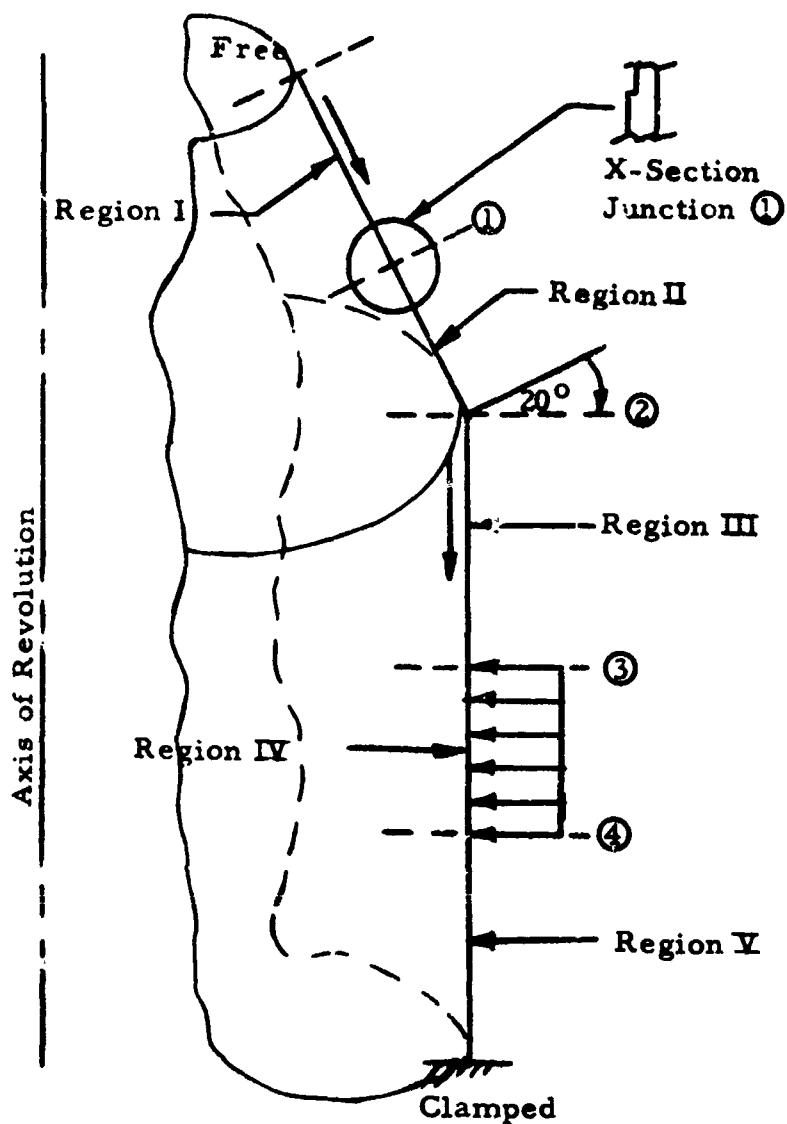 Free
X-Section
Junction ①
Region I
①
Region II
20°
②
Region III
Axis of Revolution
③
Region IV
④
Region V
Clamped